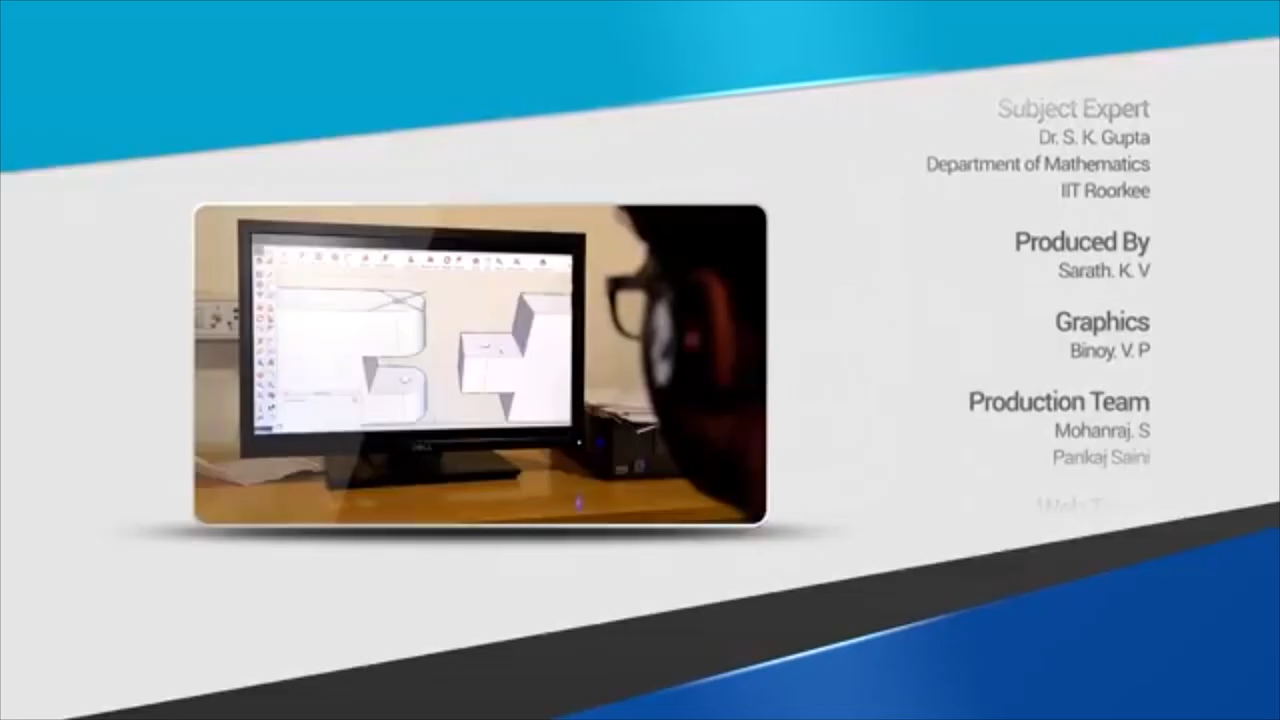 Subject Expert
Dr. S. K. Gupta
Department of Mathematics
IIT Roorkee
Produced By
Sarath. K. V
Graphics
Binoy. V. P
Production Team
Mohanraj. S
Pankaj Saini
DELL